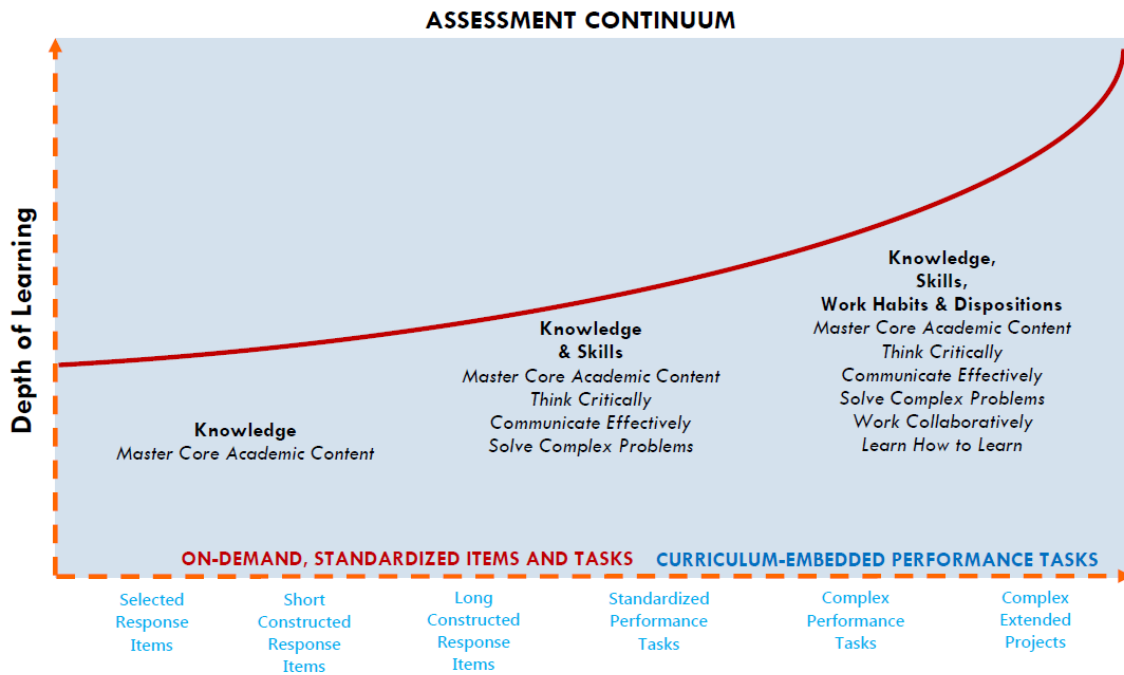 ASSESSMENT CONTINUUM
Depth of Learning
Knowledge
Master Core Academic Content
Knowledge
& Skills
Master Core Academic Content
Think Critically
Communicate Effectively
Solve Complex Problems
Knowledge,
Skills,
Work Habits & Dispositions
Master Core Academic Content
Think Critically
Communicate Effectively
Solve Complex Problems
Work Collaboratively
Learn How to Learn
ON-DEMAND, STANDARDIZED ITEMS AND TASKS
CURRICULUM-EMBEDDED PERFORMANCE TASKS
Selected
Response
Items
Short
Constructed
Response
Items
Long
Constructed
Response Items
Standardized
Performance
Tasks
Complex
Performance
Tasks
Complex
Extended
Projects